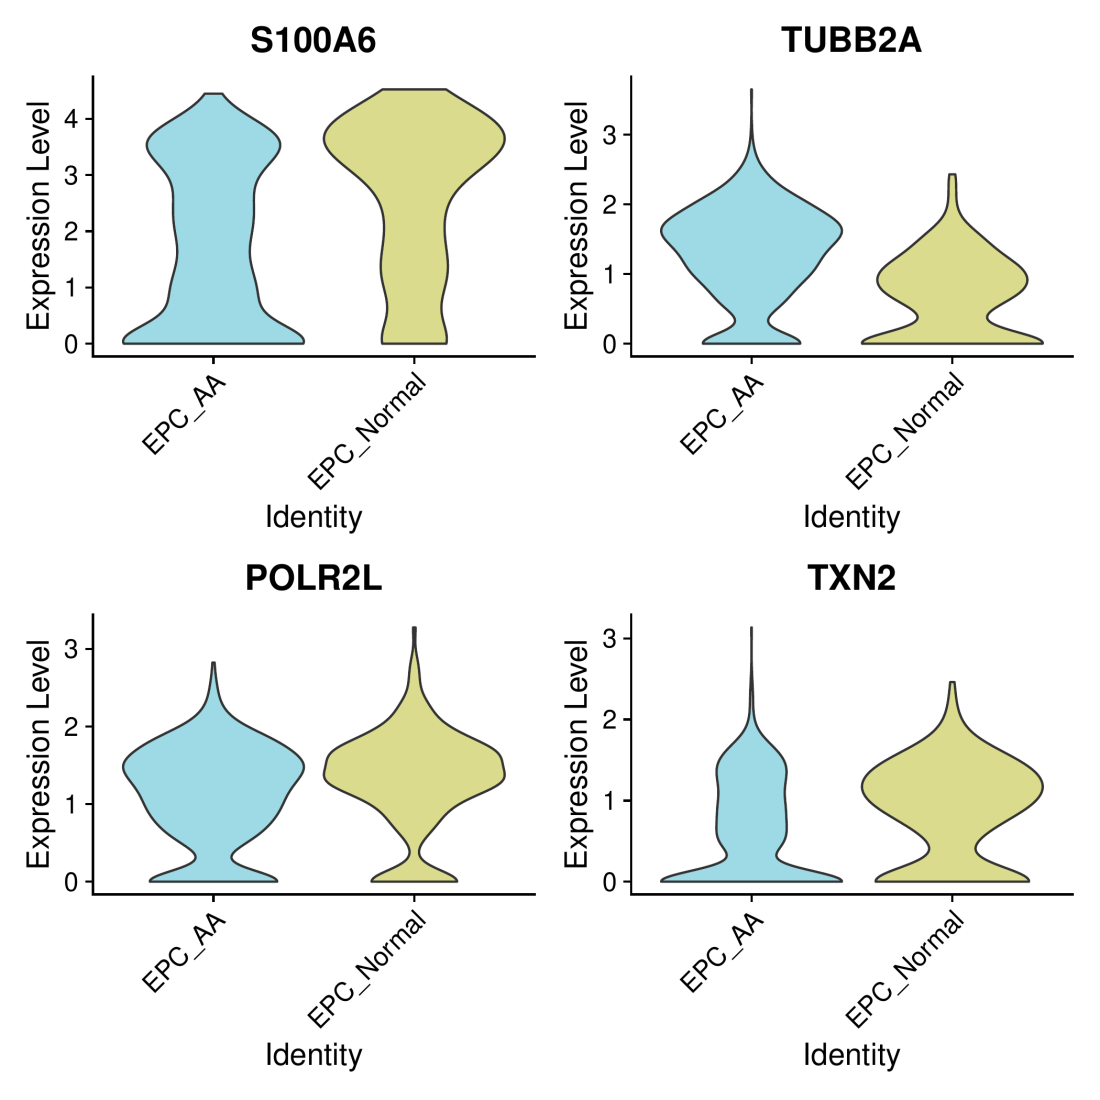 S100A6
Expression Level
4
3
2
1
0
EPC_AA
EPC_Normal
Identity
TUBB2A
Expression Level
3
2
1
0
EPC_AA
EPC_Normal
Identity
POLR2L
Expression Level
3
2
1
0
EPC_AA
EPC_Normal
Identity
TXN2
Expression Level
3
2
1
0
EPC_AA
EPC_Normal
Identity